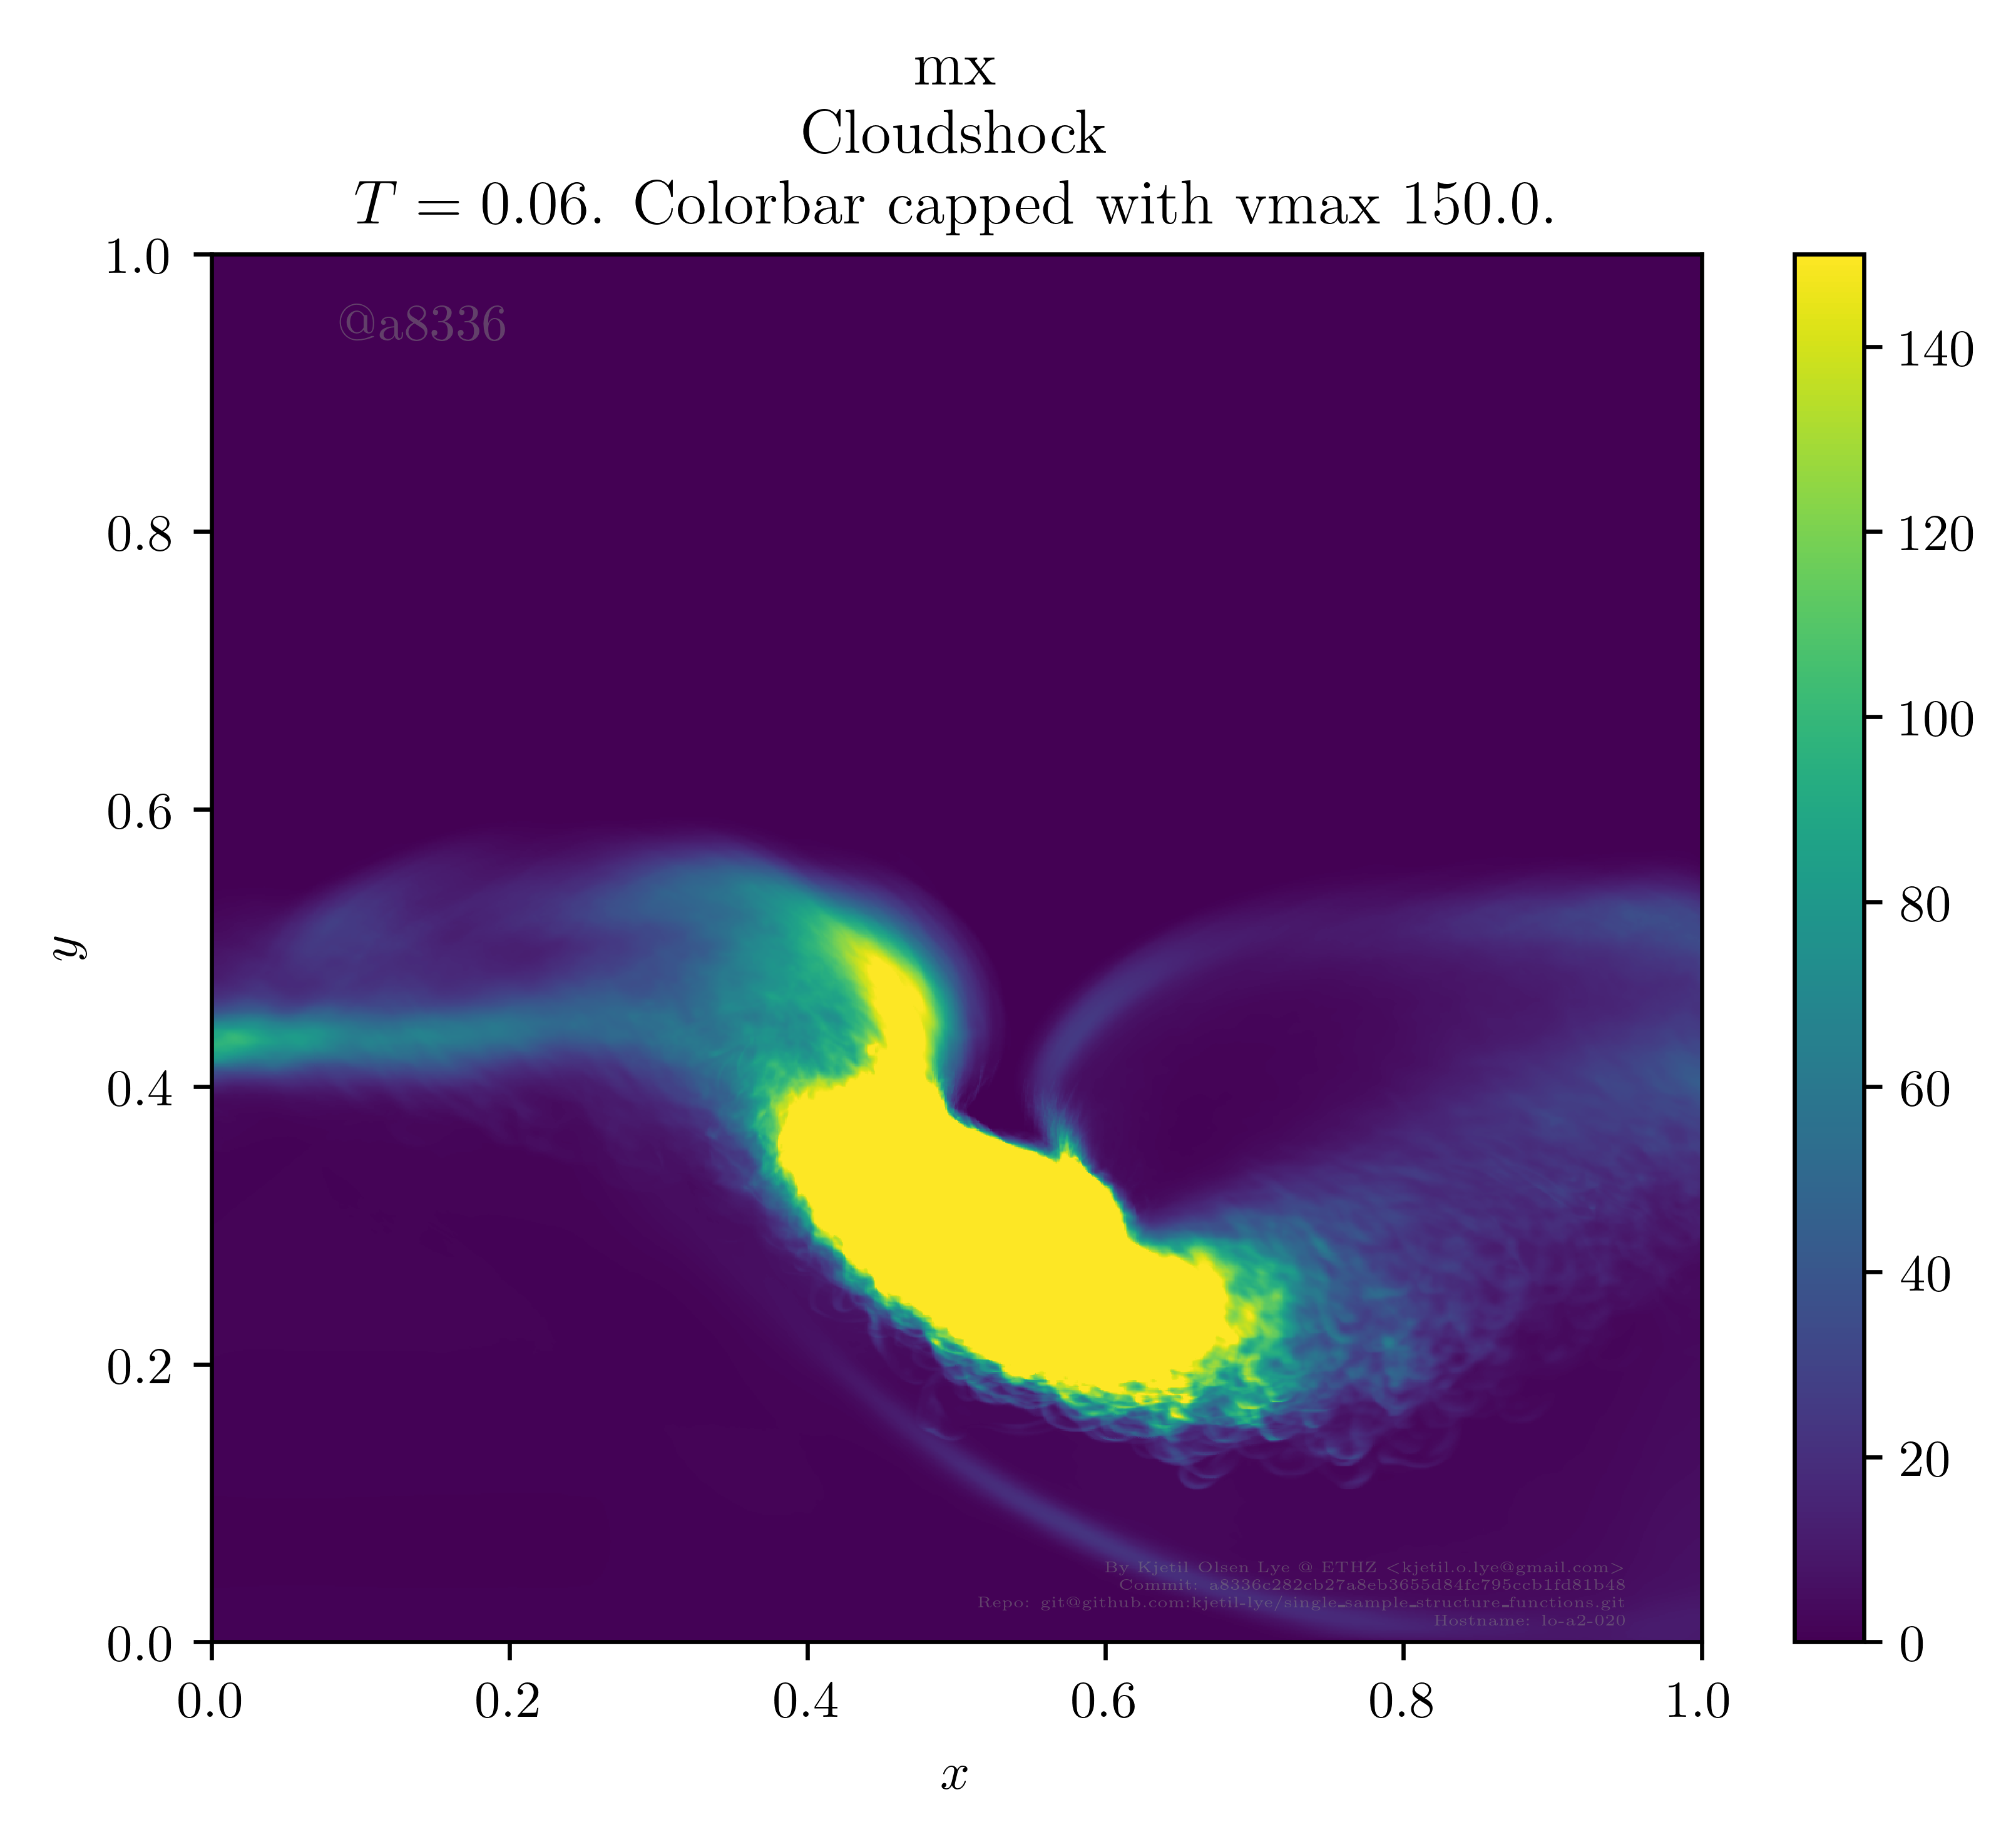 mx
Cloudshock
T = 0.06. Colorbar capped with vmax 150.0.
@a8336
1.0
0.8
0.6
0.4
0.2
0.0
y
0.0 0.2 0.4 0.6 0.8 1.0
x
140
120
100
80
60
40
20
0
By Kjetil Olsen Lye @ ETHZ <kjetil.o.lye@gmail.com>
Commit: a8336c282cb27a8eb3655d84fc795ccb1fd81b48
Repo: git@github.com:kjetil-lye/single_sample_structure_functions.git
Hostname: lo-a2-020